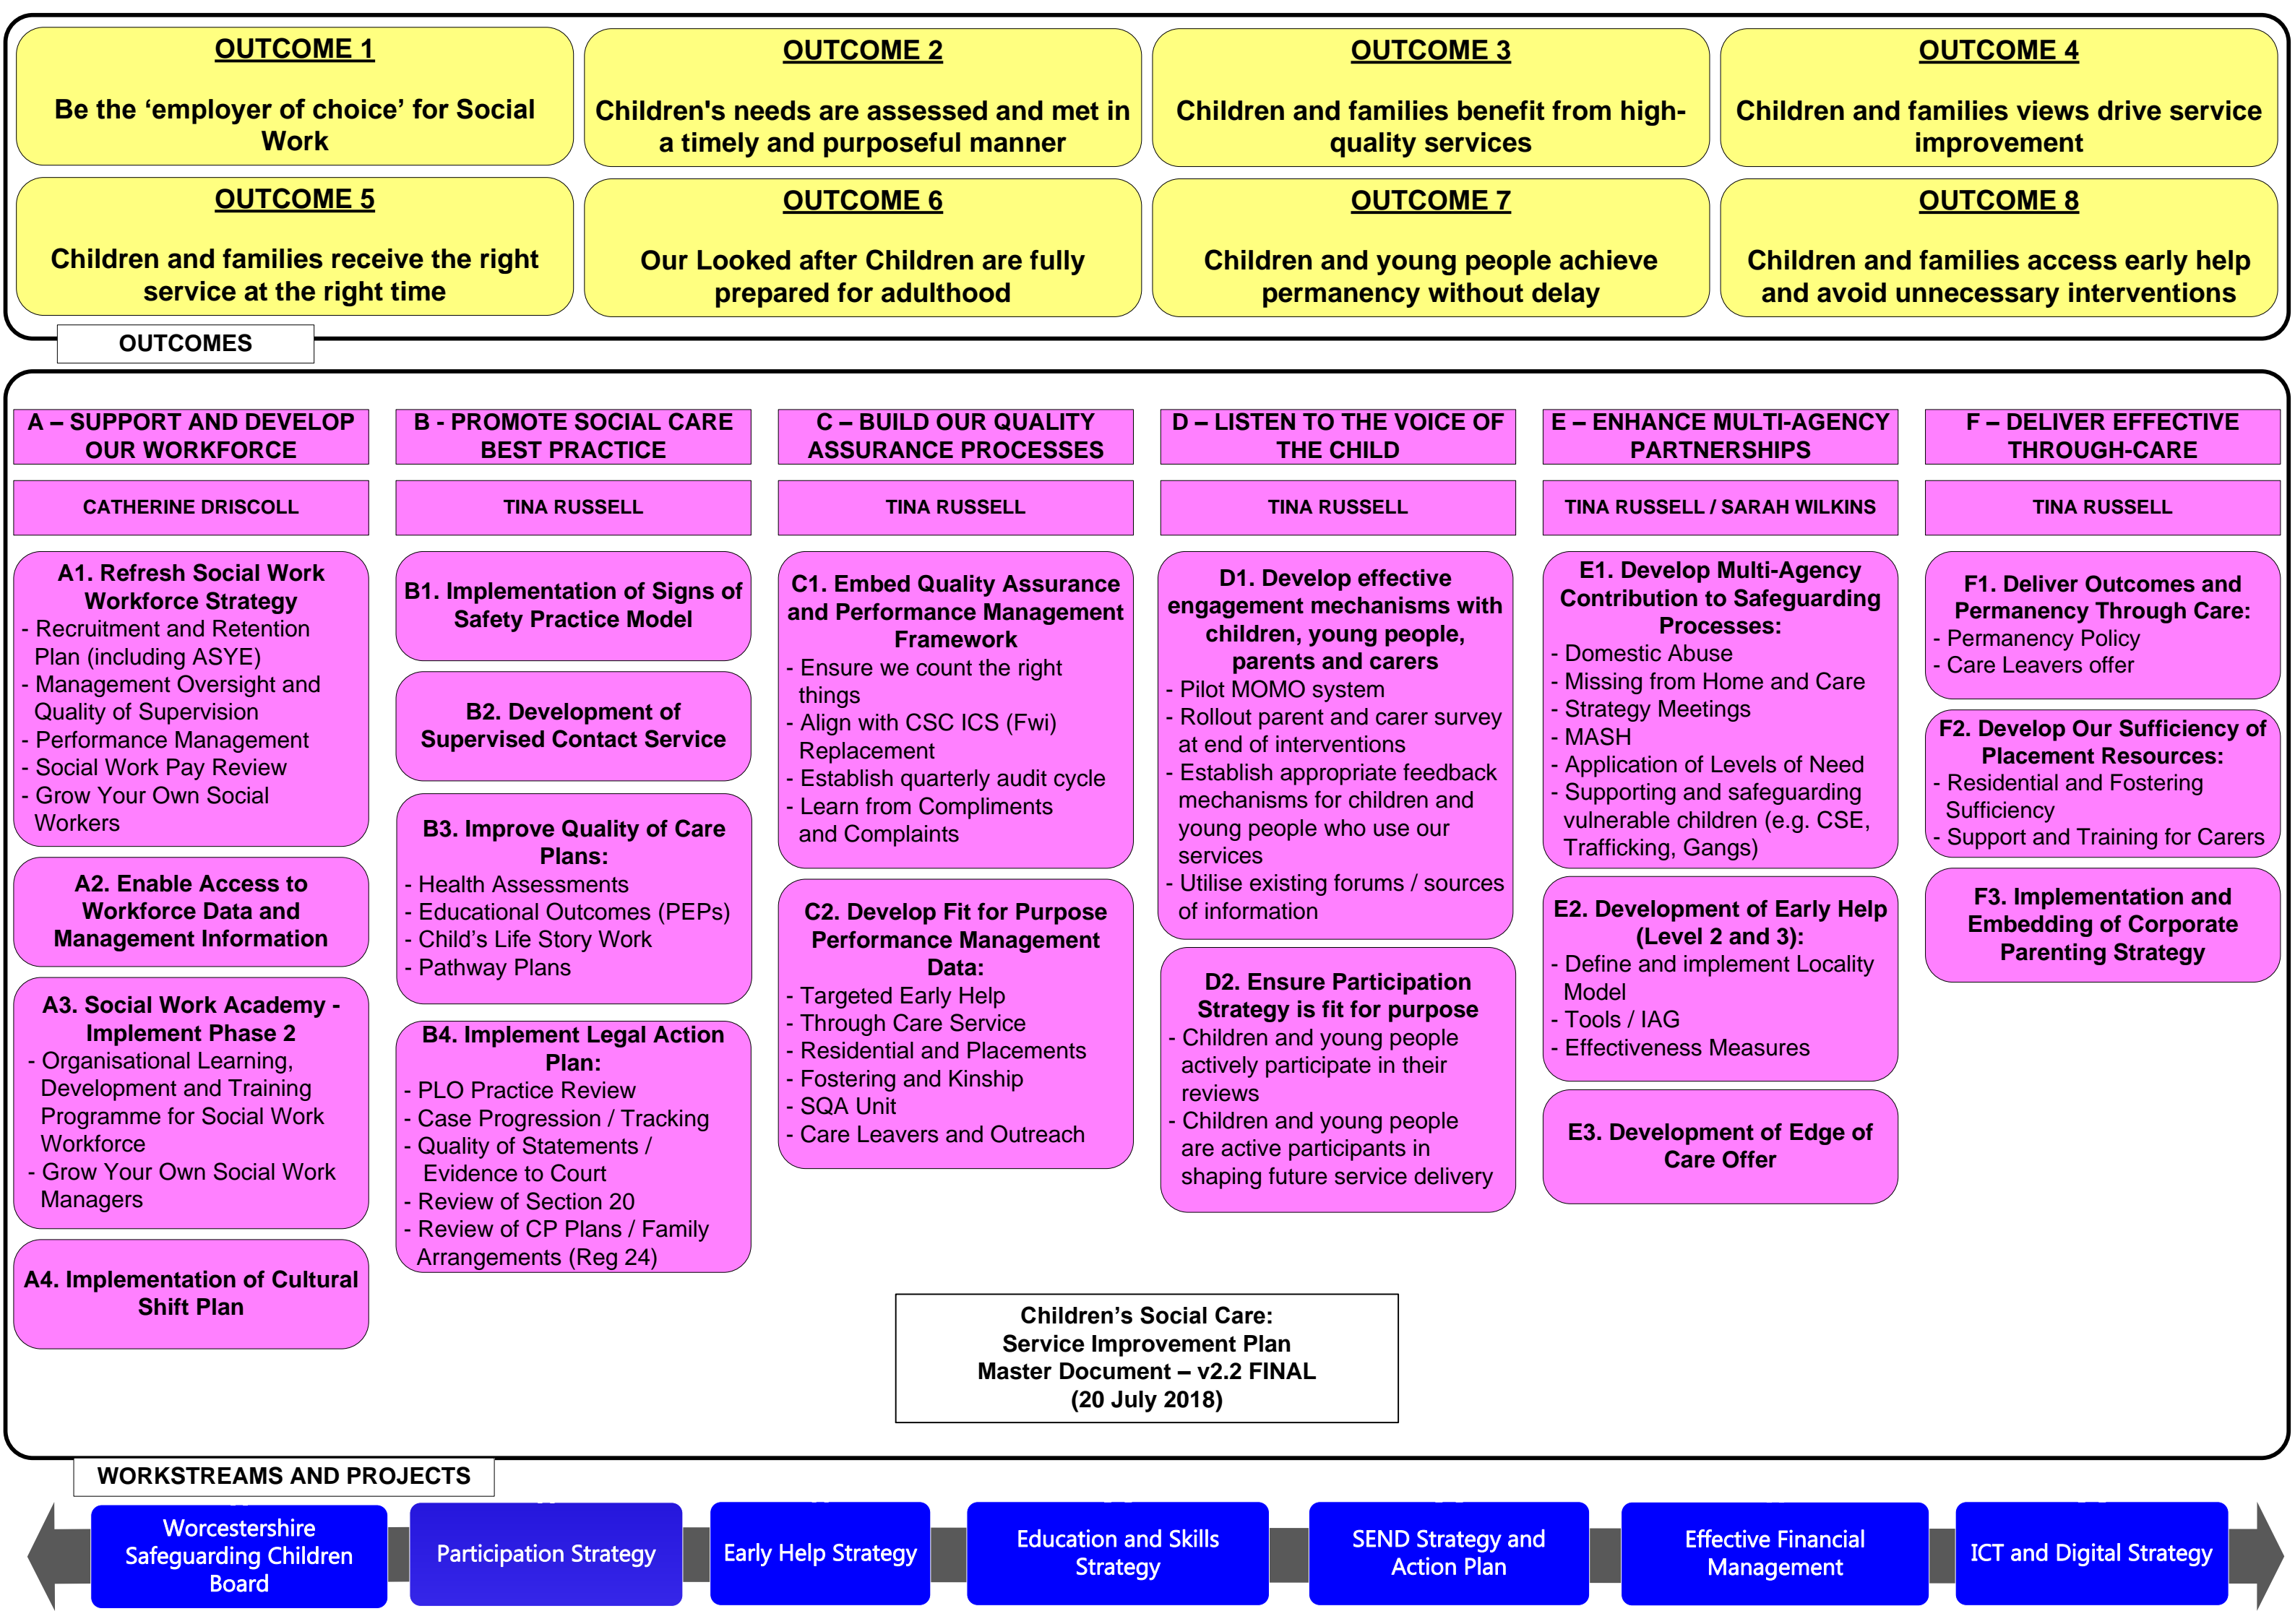 OUTCOME 1
Be the ‘employer of choice’ for Social
Work
OUTCOME 2
Children's needs are assessed and met in
a timely and purposeful manner
OUTCOME 3
Children and families benefit from high-
quality services
OUTCOME 4
Children and families views drive service
improvement
OUTCOME 5
Children and families receive the right
service at the right time
OUTCOME 6
Our Looked after Children are fully
prepared for adulthood
OUTCOME 7
Children and young people achieve
permanency without delay
OUTCOME 8
Children and families access early help
and avoid unnecessary interventions
OUTCOMES
A – SUPPORT AND DEVELOP
OUR WORKFORCE
CATHERINE DRISCOLL
A1. Refresh Social Work
Workforce Strategy
- Recruitment and Retention
Plan (including ASYE)
- Management Oversight and
Quality of Supervision
- Performance Management
- Social Work Pay Review
- Grow Your Own Social
Workers
A2. Enable Access to
Workforce Data and
Management Information
A3. Social Work Academy -
Implement Phase 2
- Organisational Learning,
Development and Training
Programme for Social Work
Workforce
- Grow Your Own Social Work
Managers
A4. Implementation of Cultural
Shift Plan
B - PROMOTE SOCIAL CARE
BEST PRACTICE
TINA RUSSELL
B1. Implementation of Signs of
Safety Practice Model
B2. Development of
Supervised Contact Service
B3. Improve Quality of Care
Plans:
- Health Assessments
- Educational Outcomes (PEPs)
- Child’s Life Story Work
- Pathway Plans
B4. Implement Legal Action
Plan:
- PLO Practice Review
- Case Progression / Tracking
- Quality of Statements /
Evidence to Court
- Review of Section 20
- Review of CP Plans / Family
Arrangements (Reg 24)
C – BUILD OUR QUALITY
ASSURANCE PROCESSES
TINA RUSSELL
C1. Embed Quality Assurance
and Performance Management
Framework
- Ensure we count the right
things
- Align with CSC ICS (Fwi)
Replacement
- Establish quarterly audit cycle
- Learn from Compliments
and Complaints
C2. Develop Fit for Purpose
Performance Management
Data:
- Targeted Early Help
- Through Care Service
- Residential and Placements
- Fostering and Kinship
- SQA Unit
- Care Leavers and Outreach
D – LISTEN TO THE VOICE OF
THE CHILD
TINA RUSSELL
D1. Develop effective
engagement mechanisms with
children, young people,
parents and carers
- Pilot MOMO system
- Rollout parent and carer survey
at end of interventions
- Establish appropriate feedback
mechanisms for children and
young people who use our
services
- Utilise existing forums / sources
of information
D2. Ensure Participation
Strategy is fit for purpose
- Children and young people
actively participate in their
reviews
- Children and young people
are active participants in
shaping future service delivery
E – ENHANCE MULTI-AGENCY
PARTNERSHIPS
TINA RUSSELL / SARAH WILKINS
E1. Develop Multi-Agency
Contribution to Safeguarding
Processes:
- Domestic Abuse
- Missing from Home and Care
- Strategy Meetings
- MASH
- Application of Levels of Need
- Supporting and safeguarding
vulnerable children (e.g. CSE,
Trafficking, Gangs)
E2. Development of Early Help
(Level 2 and 3):
- Define and implement Locality
Model
- Tools / IAG
- Effectiveness Measures
E3. Development of Edge of
Care Offer
F – DELIVER EFFECTIVE
THROUGH-CARE
TINA RUSSELL
F1. Deliver Outcomes and
Permanency Through Care:
- Permanency Policy
- Care Leavers offer
F2. Develop Our Sufficiency of
Placement Resources:
- Residential and Fostering
Sufficiency
- Support and Training for Carers
F3. Implementation and
Embedding of Corporate
Parenting Strategy
Children’s Social Care:
Service Improvement Plan
Master Document – v2.2 FINAL
(20 July 2018)
WORKSTREAMS AND PROJECTS
Worcestershire
Safeguarding Children
Board
Participation Strategy
Early Help Strategy
Education and Skills
Strategy
SEND Strategy and
Action Plan
Effective Financial
Management
ICT and Digital Strategy